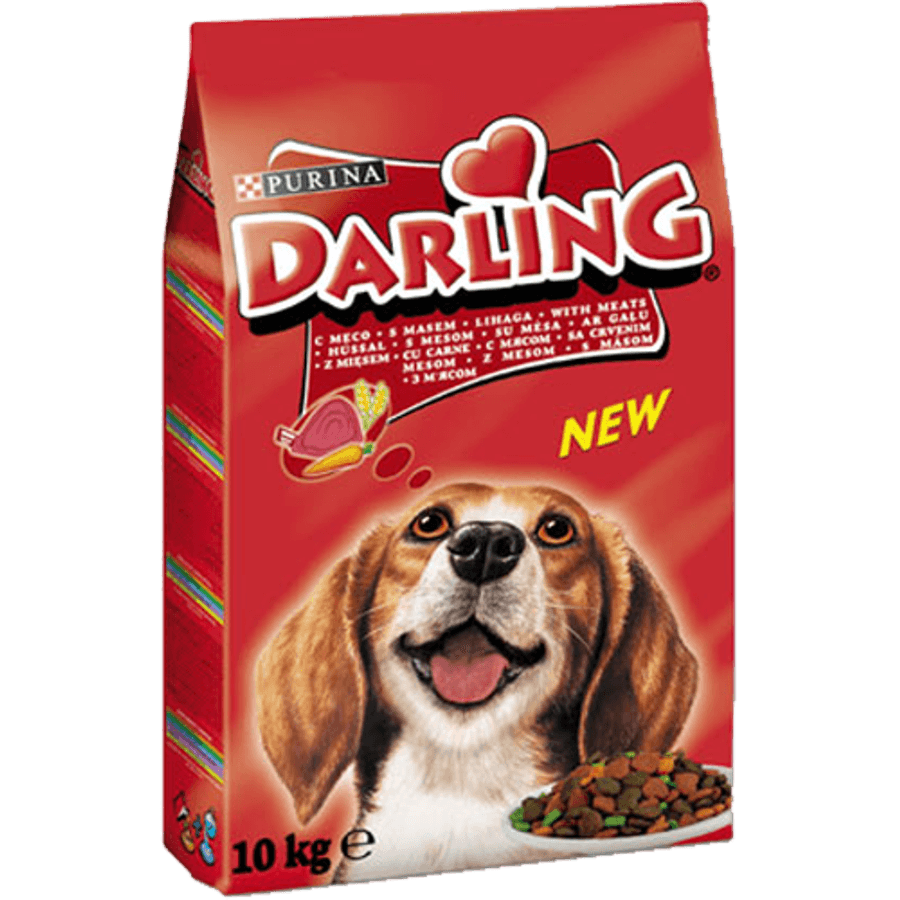 PURINA
DARLING®
С МЕСО • S MASEM • LIHAGA • WITH MEATS
• HÚSSAL • S MESOM • SU MĖSA • AR GAĻU
• Z MIĘSEM • CU CARNE • С МЯСОМ • SA CRVENIM
MESOM • Z MESOM • S MÄSOM
• З М'ЯСОМ
NEW
10 kg ℮